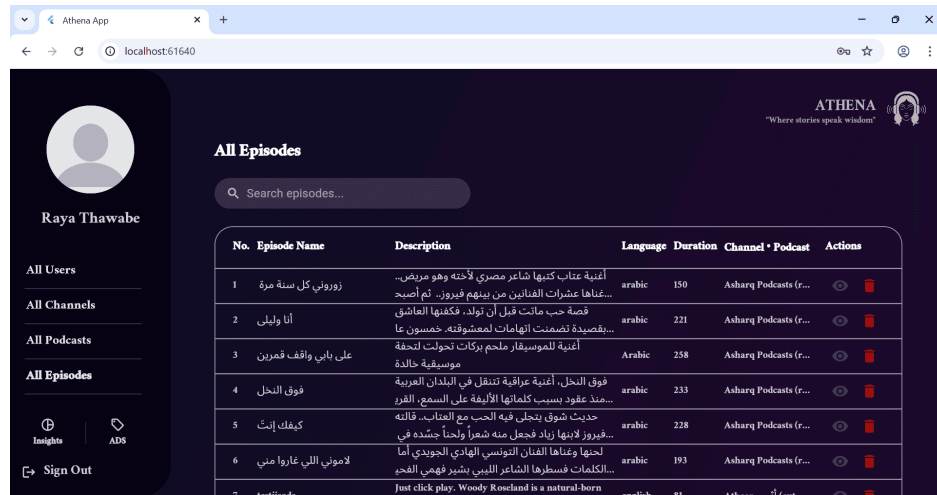 Athena App
localhost:61640
ATHENA
"Where stories speak wisdom"
All Episodes
Search episodes...
Raya Thawabe
All Users
All Channels
All Podcasts
All Episodes
Insights
ADS
Sign Out
No. Episode Name Description Language Duration Channel • Podcast Actions
1 زوروني كل سنة مرة
أغنية عتاب كتبها شاعر مصري لأخته وهو مريض..
غناها عشرات الفنانين من بينهم فيروز.. ثم أصبح...
arabic 150 Asharq Podcasts (r...
2 أنا وليلى
قصة حب ماتت قبل أن تولد، فكفنها العاشق
بقصيدة تضمنت اتهامات لمعشوقته. خمسون عا...
arabic 221 Asharq Podcasts (r...
3 على بابي واقف قمرين
أغنية للموسيقار ملحم بركات تحولت لتحفة
موسيقية خالدة
Arabic 258 Asharq Podcasts (r...
4 فوق النخل
فوق النخل، أغنية عراقية تتنقل في البلدان العربية
منذ عقود بسبب كلماتها الأليفة على السمع، القري...
arabic 233 Asharq Podcasts (r...
5 كيفك إنتَ
حديث شوق يتجلى فيه الحب مع العتاب.. قالته
فيروز لابنها زياد فجعل منه شعراً ولحناً جسّده في...
arabic 228 Asharq Podcasts (r...
6 لاموني اللي غاروا مني
لحنها وغناها الفنان التونسي الهادي الجويدي أما
الكلمات فسطرها الشاعر الليبي بشير فهمي الفحي...
arabic 193 Asharq Podcasts (r...
Just click play. Woody Roseland is a natural-born